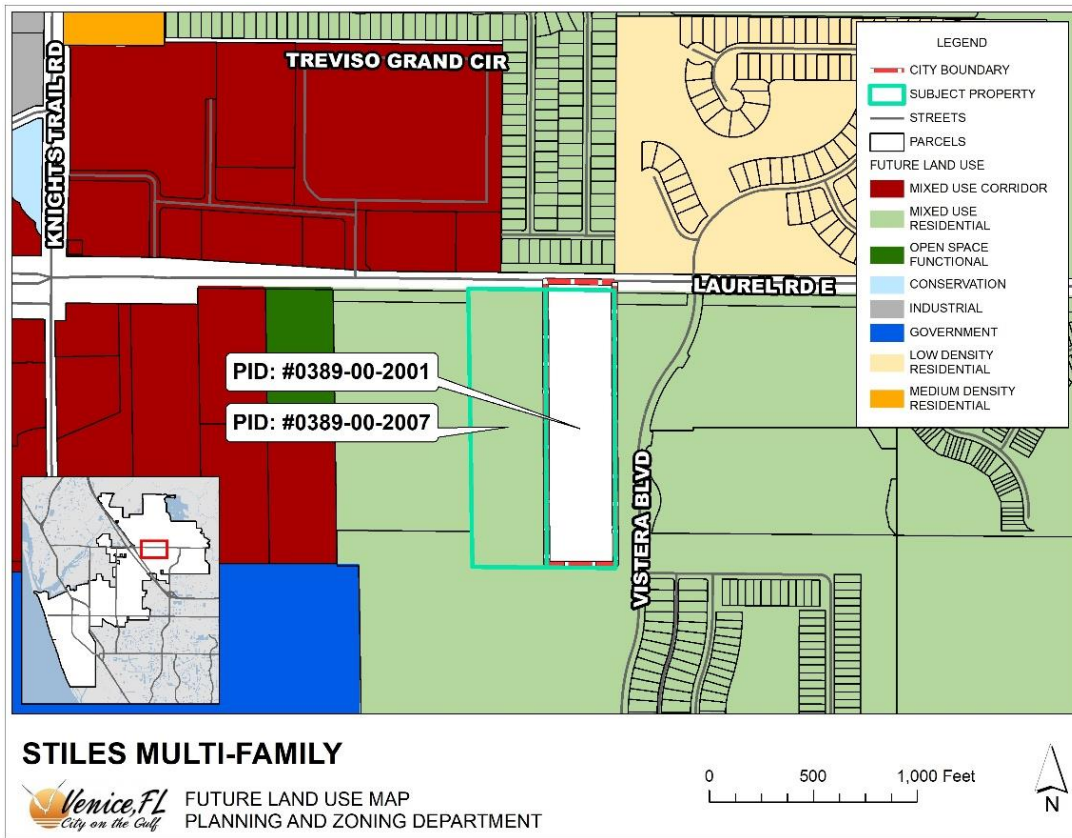 TREVISO GRAND CIR
KNIGHTS TRAIL RD
LAUREL RD E
PID: #0389-00-2001
PID: #0389-00-2007
VISTERA BLVD
LEGEND
CITY BOUNDARY
SUBJECT PROPERTY
STREETS
PARCELS
FUTURE LAND USE
MIXED USE CORRIDOR
MIXED USE
RESIDENTIAL
OPEN SPACE
FUNCTIONAL
CONSERVATION
INDUSTRIAL
GOVERNMENT
LOW DENSITY
RESIDENTIAL
MEDIUM DENSITY
RESIDENTIAL
STILES MULTI-FAMILY
Venice, FL
City on the Gulf
FUTURE LAND USE MAP
PLANNING AND ZONING DEPARTMENT
0 500 1,000 Feet
N